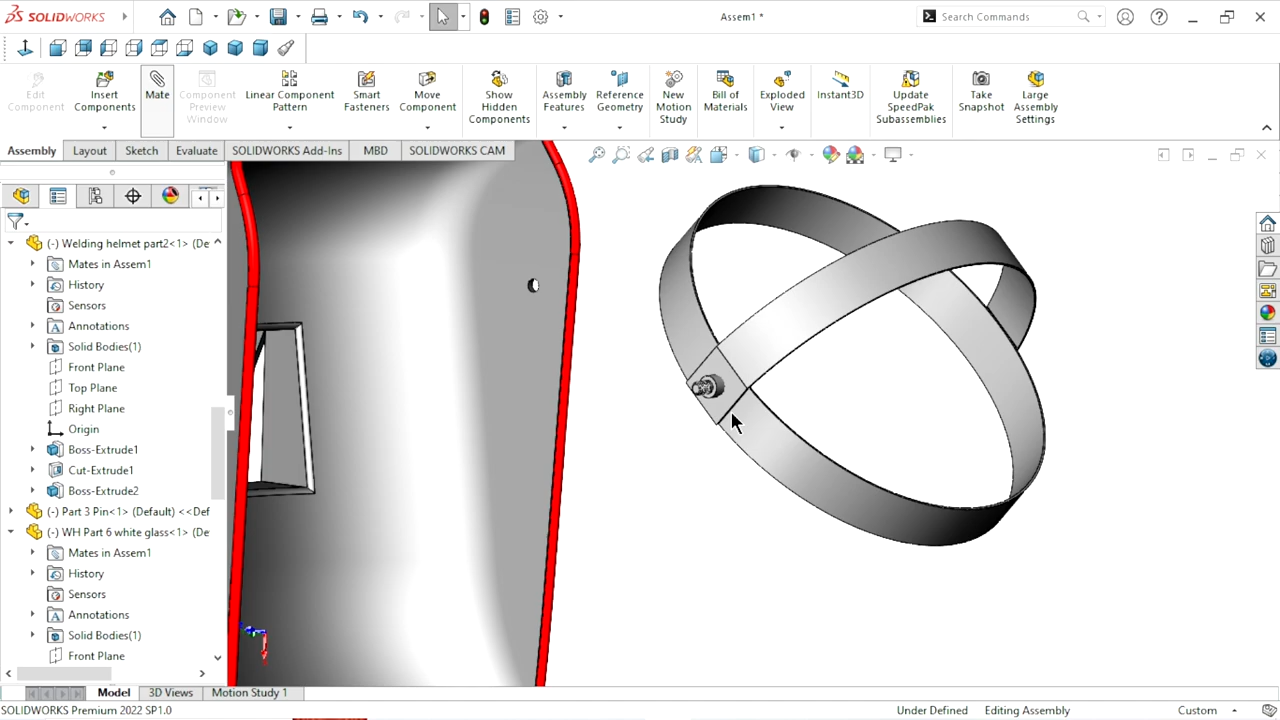 SOLIDWORKS
Assem1 *
Search Commands
Edit Component
Insert Components
Mate
Component Preview Window
Linear Component Pattern
Smart Fasteners
Move Component
Show Hidden Components
Assembly Features
Reference Geometry
New Motion Study
Bill of Materials
Exploded View
Instant3D
Update SpeedPak Subassemblies
Take Snapshot
Large Assembly Settings
Assembly
Layout
Sketch
Evaluate
SOLIDWORKS Add-Ins
MBD
SOLIDWORKS CAM
(-) Welding helmet part2<1> (De
Mates in Assem1
History
Sensors
Annotations
Solid Bodies(1)
Front Plane
Top Plane
Right Plane
Origin
Boss-Extrude1
Cut-Extrude1
Boss-Extrude2
(-) Part 3 Pin<1> (Default) <<Def
(-) WH Part 6 white glass<1> (De
Mates in Assem1
History
Sensors
Annotations
Solid Bodies(1)
Front Plane
Model
3D Views
Motion Study 1
SOLIDWORKS Premium 2022 SP1.0
Under Defined
Editing Assembly
Custom